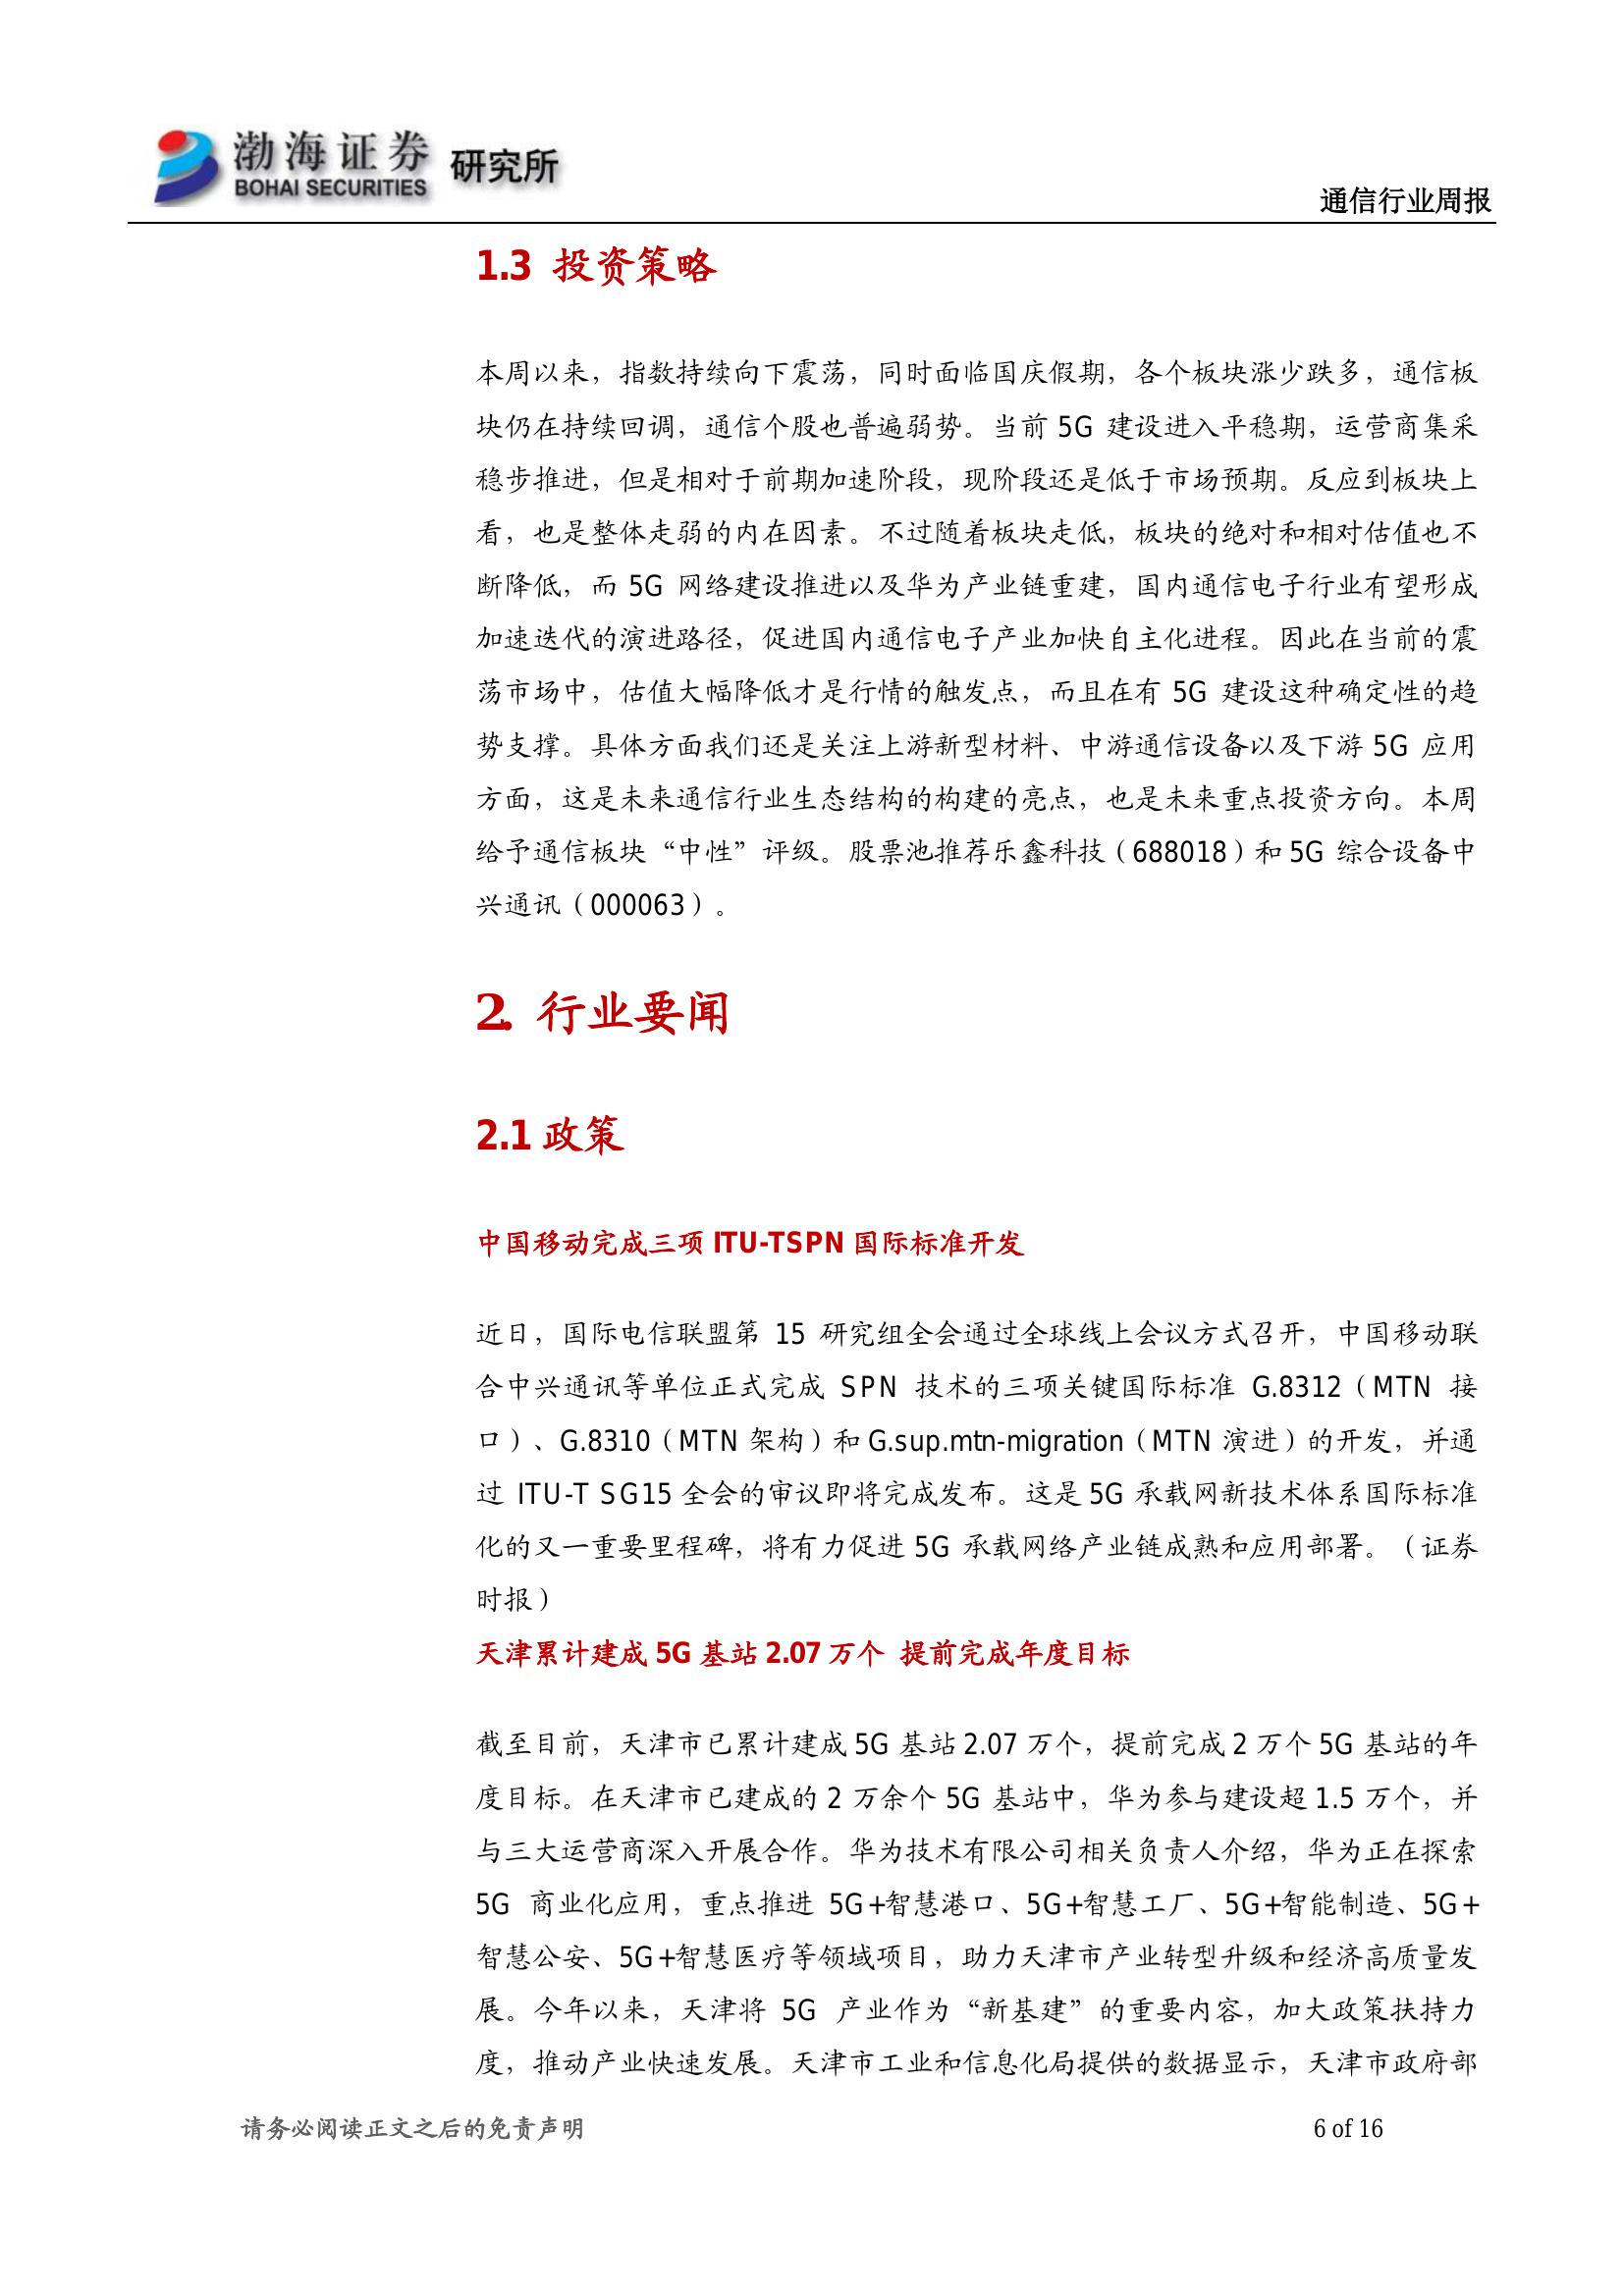 渤海证券 研究所
BOHAI SECURITIES
通信行业周报
1.3 投资策略
本周以来，指数持续向下震荡，同时面临国庆假期，各个板块涨少跌多，通信板
块仍在持续回调，通信个股也普遍弱势。当前 5G 建设进入平稳期，运营商集采
稳步推进，但是相对于前期加速阶段，现阶段还是低于市场预期。反应到板块上
看，也是整体走弱的内在因素。不过随着板块走低，板块的绝对和相对估值也不
断降低，而 5G 网络建设推进以及华为产业链重建，国内通信电子行业有望形成
加速迭代的演进路径，促进国内通信电子产业加快自主化进程。因此在当前的震
荡市场中，估值大幅降低才是行情的触发点，而且在有 5G 建设这种确定性的趋
势支撑。具体方面我们还是关注上游新型材料、中游通信设备以及下游 5G 应用
方面，这是未来通信行业生态结构的构建的亮点，也是未来重点投资方向。本周
给予通信板块“中性”评级。股票池推荐乐鑫科技（688018）和 5G 综合设备中
兴通讯（000063）。
2. 行业要闻
2.1 政策
中国移动完成三项 ITU-TSPN 国际标准开发
近日，国际电信联盟第 15 研究组全会通过全球线上会议方式召开，中国移动联
合中兴通讯等单位正式完成 SPN 技术的三项关键国际标准 G.8312（MTN 接
口）、G.8310（MTN 架构）和 G.sup.mtn-migration（MTN 演进）的开发，并通
过 ITU-T SG15 全会的审议即将完成发布。这是 5G 承载网新技术体系国际标准
化的又一重要里程碑，将有力促进 5G 承载网络产业链成熟和应用部署。（证券
时报）
天津累计建成 5G 基站 2.07 万个 提前完成年度目标
截至目前，天津市已累计建成 5G 基站 2.07 万个，提前完成 2 万个 5G 基站的年
度目标。在天津市已建成的 2 万余个 5G 基站中，华为参与建设超 1.5 万个，并
与三大运营商深入开展合作。华为技术有限公司相关负责人介绍，华为正在探索
5G 商业化应用，重点推进 5G+智慧港口、5G+智慧工厂、5G+智能制造、5G+
智慧公安、5G+智慧医疗等领域项目，助力天津市产业转型升级和经济高质量发
展。今年以来，天津将 5G 产业作为“新基建”的重要内容，加大政策扶持力
度，推动产业快速发展。天津市工业和信息化局提供的数据显示，天津市政府部
请务必阅读正文之后的免责声明
6 of 16